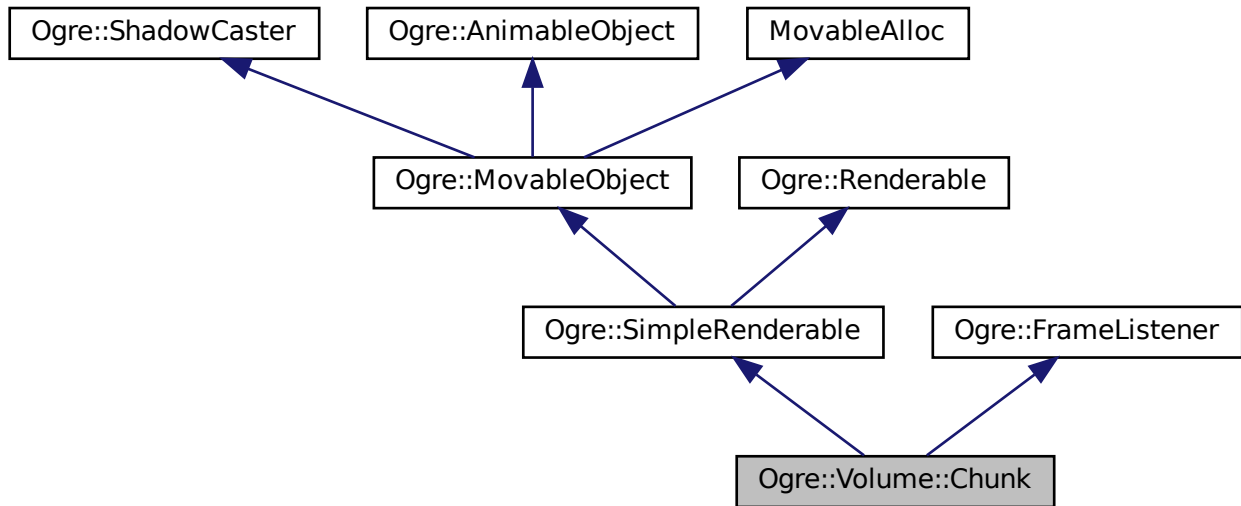 Ogre::ShadowCaster
Ogre::AnimableObject
MovableAlloc
Ogre::MovableObject
Ogre::Renderable
Ogre::SimpleRenderable
Ogre::FrameListener
Ogre::Volume::Chunk